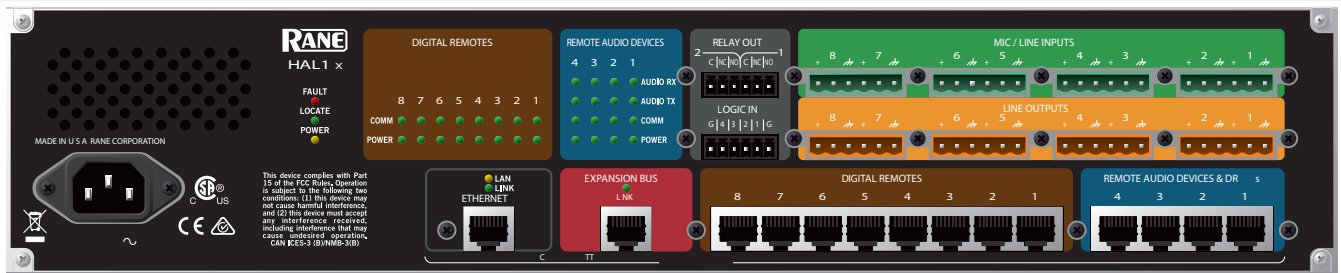 RANE
HAL1 x
FAULT
LOCATE
POWER
MADE IN U S A RANE CORPORATION
C US
®
This device complies with Part
15 of the FCC Rules. Operation
is subject to the following two
conditions: (1) this device may
not cause harmful interference,
and (2) this device must accept
any interference received,
including interference that may
cause undesired operation.
CAN ICES-3 (B)/NMB-3(B)
DIGITAL REMOTES
8 7 6 5 4 3 2 1
COMM
POWER
REMOTE AUDIO DEVICES
4 3 2 1
AUDIO RX
AUDIO TX
COMM
POWER
RELAY OUT
2 1
C NC NO C NC NO
LOGIC IN
G 4 3 2 1 G
MIC / LINE INPUTS
+ 8 + 7 + 6 + 5 + 4 + 3 + 2 + 1
LINE OUTPUTS
+ 8 + 7 + 6 + 5 + 4 + 3 + 2 + 1
LAN
LINK
ETHERNET
EXPANSION BUS
L NK
DIGITAL REMOTES
8 7 6 5 4 3 2 1
REMOTE AUDIO DEVICES & DR s
4 3 2 1
C TT